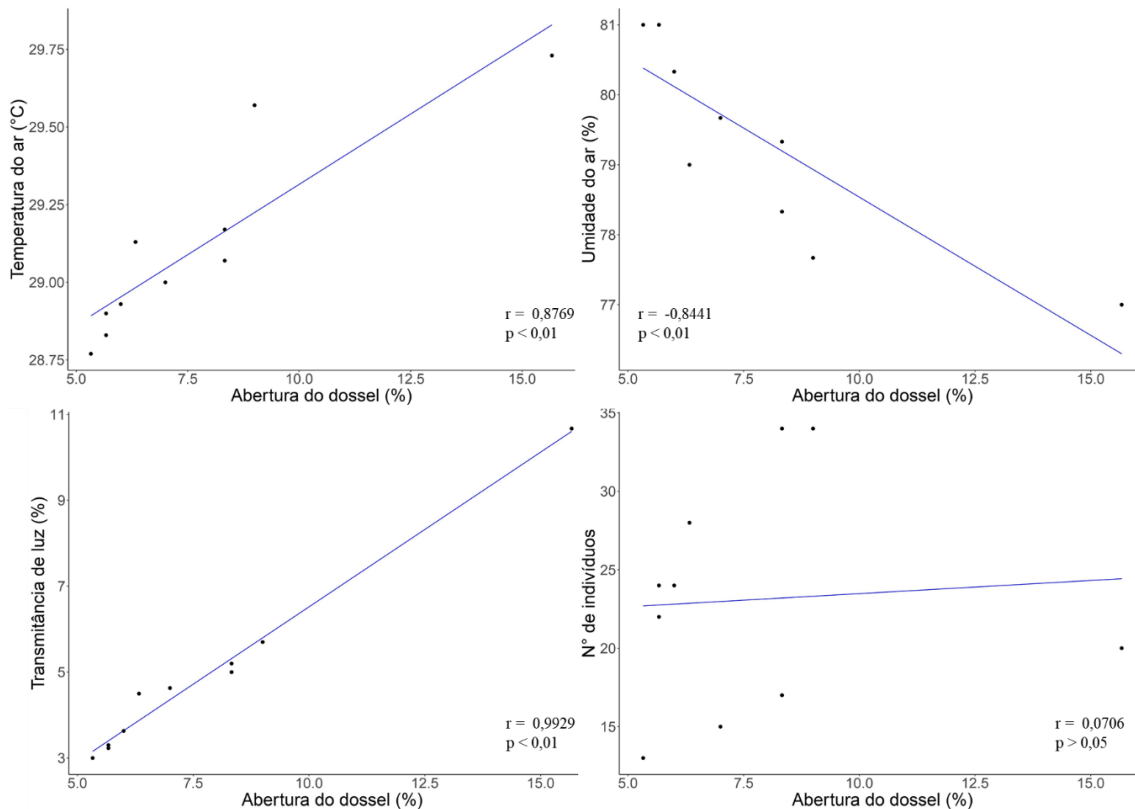 Temperatura do ar (°C)
29.75
29.50
29.25
29.00
28.75
r = 0,8769
p < 0,01
5.0 7.5 10.0 12.5 15.0
Abertura do dossel (%)
Umidade do ar (%)
81
80
79
78
77
r = -0,8441
p < 0,01
5.0 7.5 10.0 12.5 15.0
Abertura do dossel (%)
Transmitância de luz (%)
11
9
7
5
3
r = 0,9929
p < 0,01
5.0 7.5 10.0 12.5 15.0
Abertura do dossel (%)
N° de indivíduos
35
30
25
20
15
r = 0,0706
p > 0,05
5.0 7.5 10.0 12.5 15.0
Abertura do dossel (%)